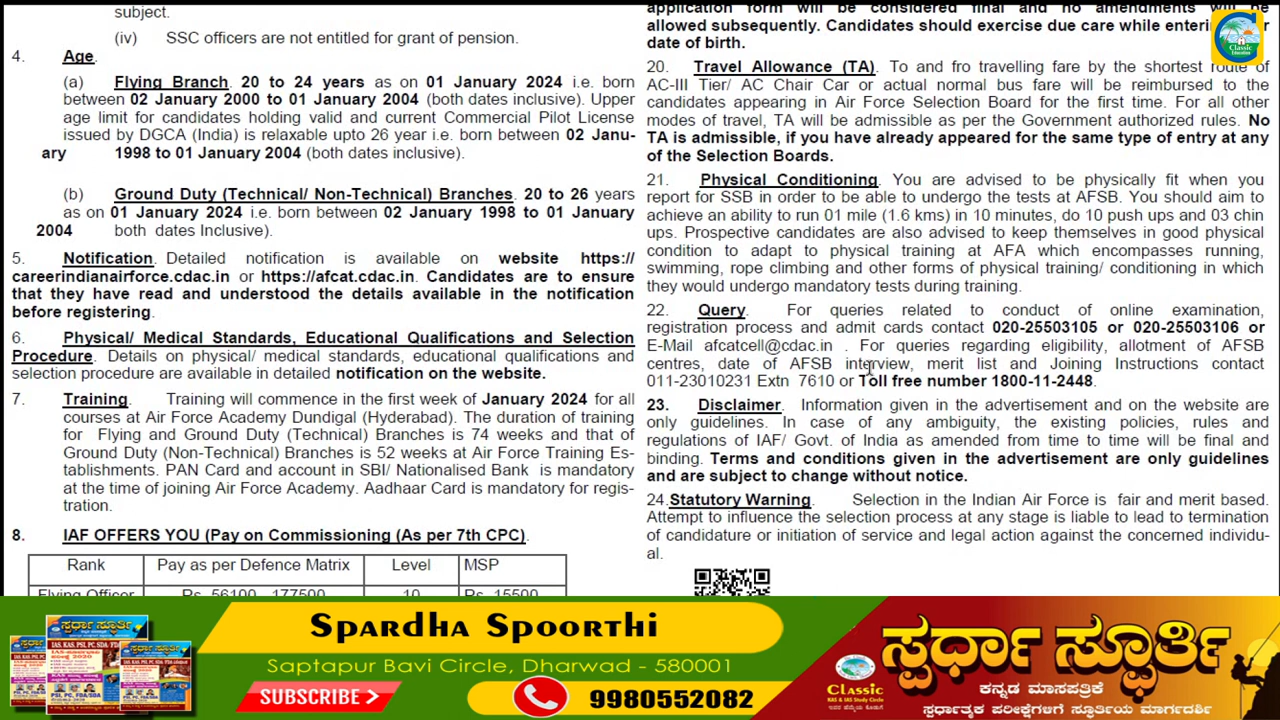 subject.
(iv) SSC officers are not entitled for grant of pension.
4. Age.
(a) Flying Branch. 20 to 24 years as on 01 January 2024 i.e. born
between 02 January 2000 to 01 January 2004 (both dates inclusive). Upper
age limit for candidates holding valid and current Commercial Pilot License
issued by DGCA (India) is relaxable upto 26 year i.e. born between 02 Janu-
ary 1998 to 01 January 2004 (both dates inclusive).
(b) Ground Duty (Technical/ Non-Technical) Branches. 20 to 26 years
as on 01 January 2024 i.e. born between 02 January 1998 to 01 January
2004 both dates Inclusive).
5. Notification. Detailed notification is available on website https://
careerindianairforce.cdac.in or https://afcat.cdac.in. Candidates are to ensure
that they have read and understood the details available in the notification
before registering.
6. Physical/ Medical Standards, Educational Qualifications and Selection
Procedure. Details on physical/ medical standards, educational qualifications and
selection procedure are available in detailed notification on the website.
7. Training. Training will commence in the first week of January 2024 for all
courses at Air Force Academy Dundigal (Hyderabad). The duration of training
for Flying and Ground Duty (Technical) Branches is 74 weeks and that of
Ground Duty (Non-Technical) Branches is 52 weeks at Air Force Training Es-
tablishments. PAN Card and account in SBI/ Nationalised Bank is mandatory
at the time of joining Air Force Academy. Aadhaar Card is mandatory for regis-
tration.
8. IAF OFFERS YOU (Pay on Commissioning (As per 7th CPC).
Rank Pay as per Defence Matrix Level MSP
Flying Officer Rs. 56100 - 177500 10 Rs. 15500
application form will be considered final and no amendments will be
allowed subsequently. Candidates should exercise due care while entering
date of birth.
20. Travel Allowance (TA). To and fro travelling fare by the shortest route of
AC-III Tier/ AC Chair Car or actual normal bus fare will be reimbursed to the
candidates appearing in Air Force Selection Board for the first time. For all other
modes of travel, TA will be admissible as per the Government authorized rules. No
TA is admissible, if you have already appeared for the same type of entry at any
of the Selection Boards.
21. Physical Conditioning. You are advised to be physically fit when you
report for SSB in order to be able to undergo the tests at AFSB. You should aim to
achieve an ability to run 01 mile (1.6 kms) in 10 minutes, do 10 push ups and 03 chin
ups. Prospective candidates are also advised to keep themselves in good physical
condition to adapt to physical training at AFA which encompasses running,
swimming, rope climbing and other forms of physical training/ conditioning in which
they would undergo mandatory tests during training.
22. Query. For queries related to conduct of online examination,
registration process and admit cards contact 020-25503105 or 020-25503106 or
E-Mail afcatcell@cdac.in . For queries regarding eligibility, allotment of AFSB
centres, date of AFSB interview, merit list and Joining Instructions contact
011-23010231 Extn 7610 or Toll free number 1800-11-2448.
23. Disclaimer. Information given in the advertisement and on the website are
only guidelines. In case of any ambiguity, the existing policies, rules and
regulations of IAF/ Govt. of India as amended from time to time will be final and
binding. Terms and conditions given in the advertisement are only guidelines
and are subject to change without notice.
24.Statutory Warning. Selection in the Indian Air Force is fair and merit based.
Attempt to influence the selection process at any stage is liable to lead to termination
of candidature or initiation of service and legal action against the concerned individu-
al.
Classic
Education
ಸ್ಪರ್ಧಾ ಸ್ಫೂರ್ತಿ
Spardha Spoorthi
Saptapur Bavi Circle Dharwad - 580001
SUBSCRIBE >
9980552082
Classic
KAS & IAS Study Circle
ಸ್ಪರ್ಧಾ ಸ್ಫೂರ್ತಿ
ಕನ್ನಡ ಮಾಸಪತ್ರಿಕೆ
ಸ್ಪರ್ಧಾತ್ಮಕ ಪರೀಕ್ಷೆಗಳಿಗೆ ಸ್ಫೂರ್ತಿಯ ಮಾರ್ಗದರ್ಶಿ